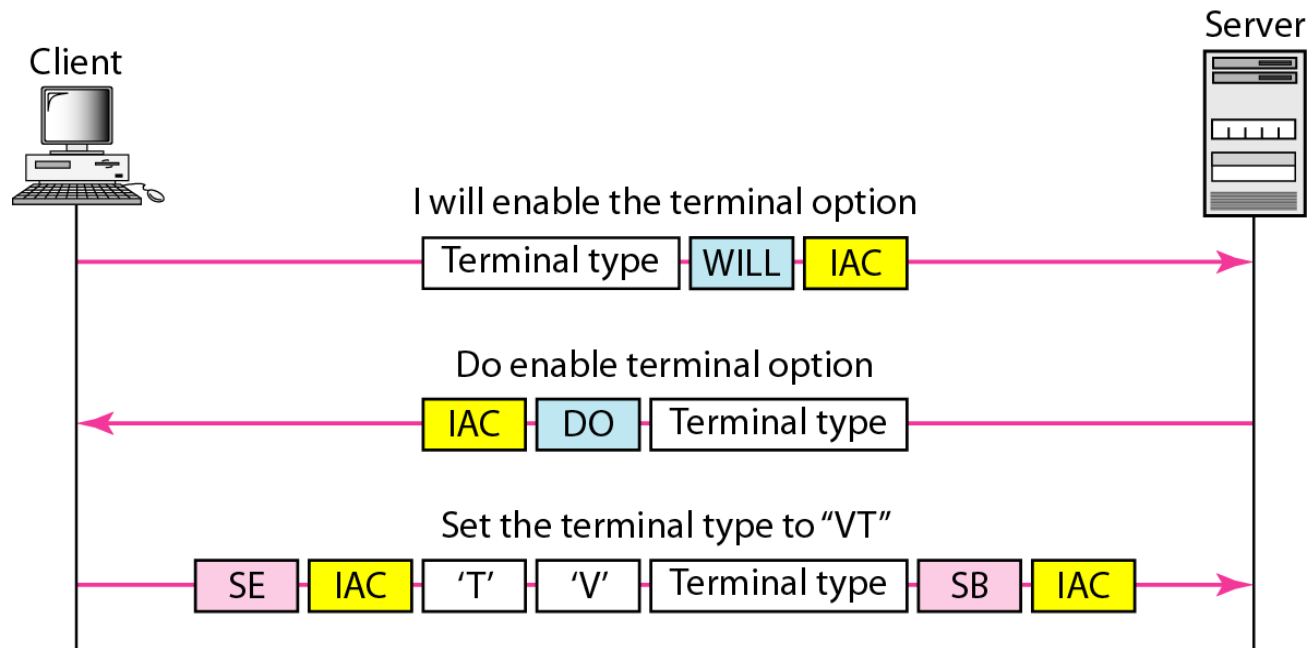 Server
Client
I will enable the terminal option
Terminal type WILL IAC
Do enable terminal option
IAC DO Terminal type
Set the terminal type to “VT”
SE IAC ‘T’ ‘V’ Terminal type SB IAC